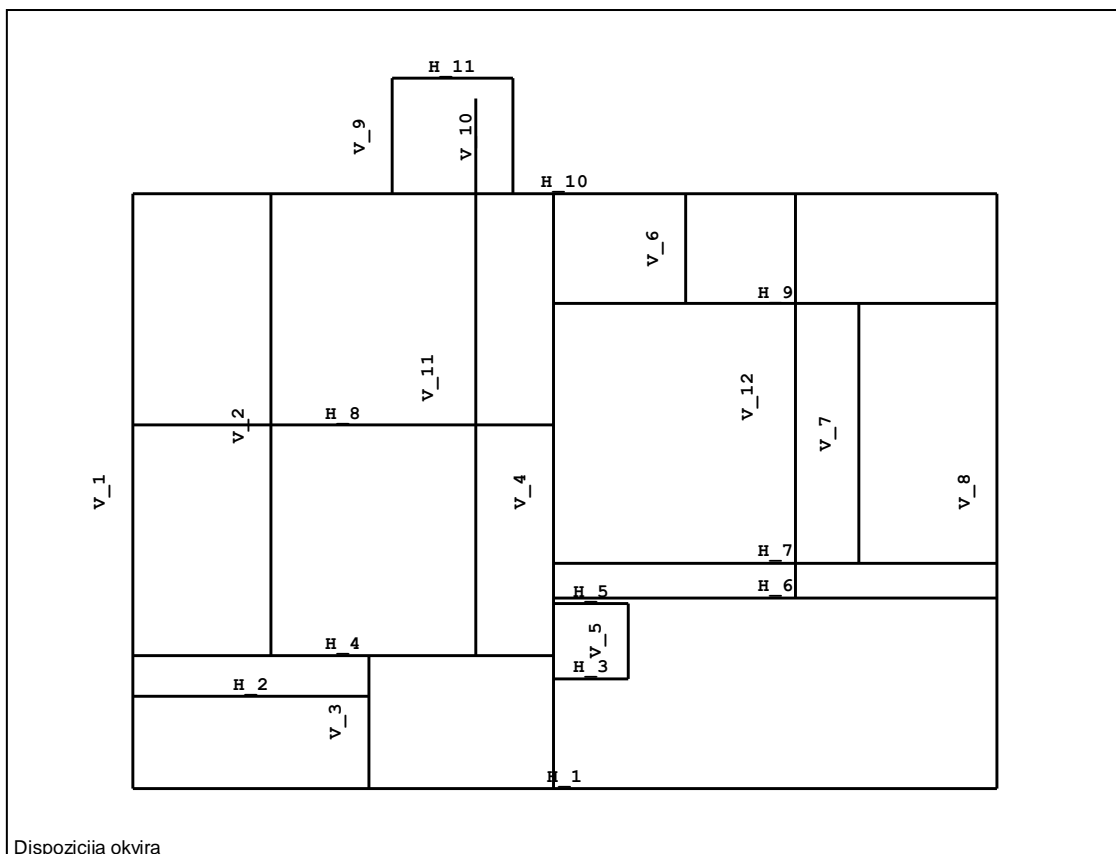 H_11
V_9
V_10
H_10
V_6
H_9
V_11
V_12
V_2
H_8
V_7
V_1
V_4
V_8
H_7
H_6
H_5
V_5
H_4
H_3
H_2
V_3
H_1
Dispozicija okvira